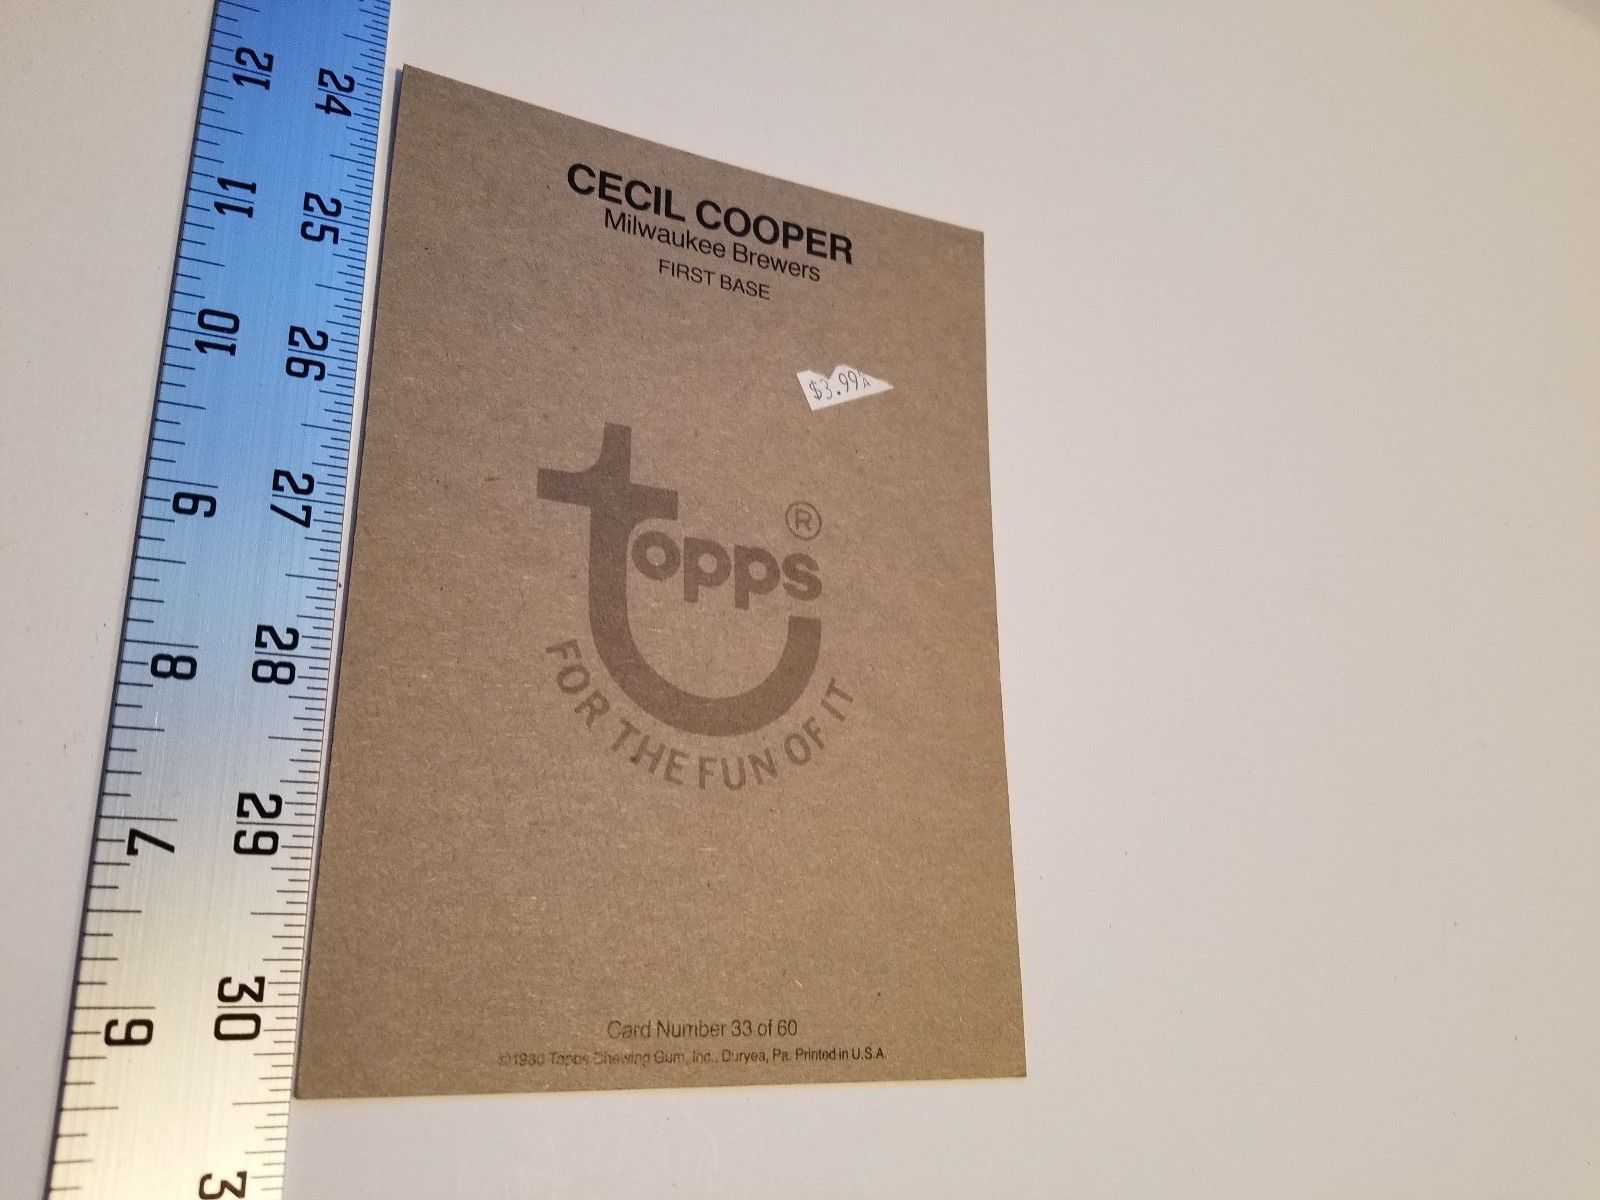 CECIL COOPER
Milwaukee Brewers
FIRST BASE
$3.99
topps ®
FOR THE FUN OF IT
Card Number 33 of 60
©1980 Topps Chewing Gum, Inc., Duryea, Pa. Printed in U.S.A.
12
11
10
9
8
7
6
24
25
26
27
28
29
30
3